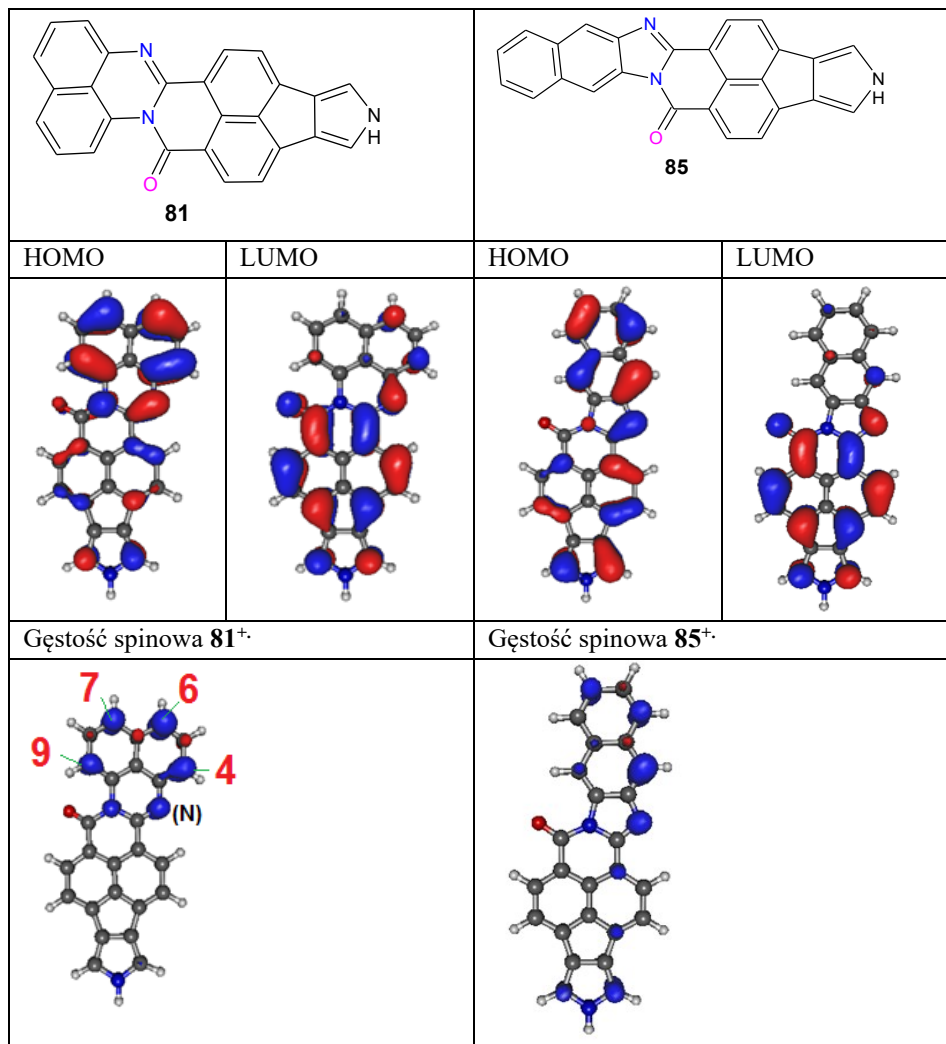 N
N
N
H
O
81
N
N
N
H
O
85
HOMO
LUMO
HOMO
LUMO
Gęstość spinowa 81+·
Gęstość spinowa 85+·
7
6
9
4
(N)